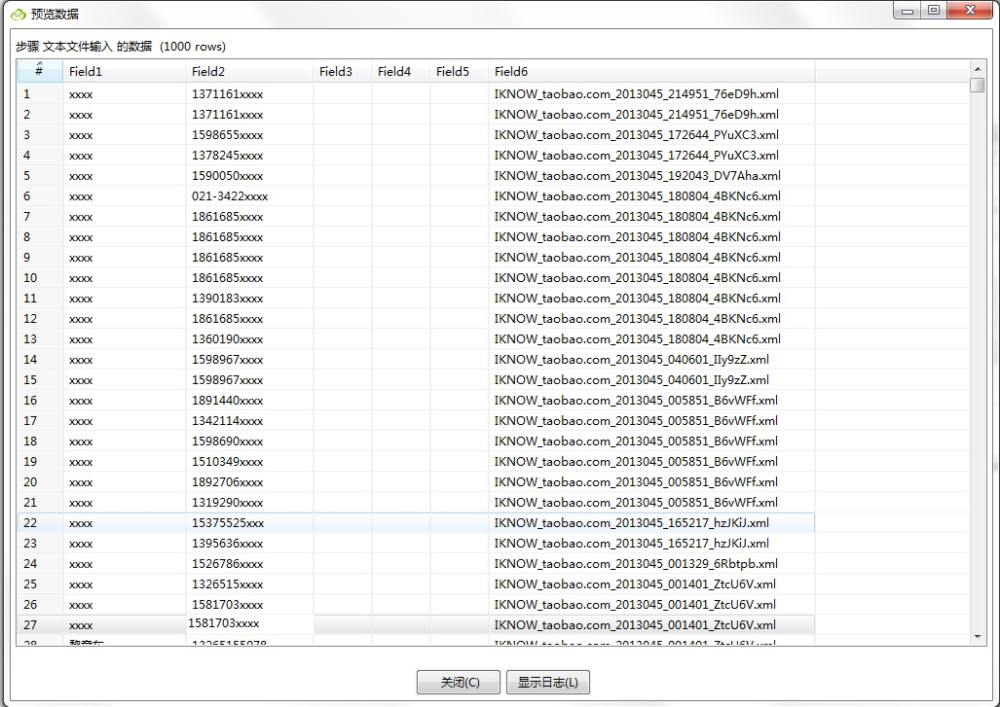 预览数据
步骤 文本文件输入 的数据 (1000 rows)
# Field1 Field2 Field3 Field4 Field5 Field6
1 xxxx 1371161xxxx IKNOW_taobao.com_2013045_214951_76eD9h.xml
2 xxxx 1371161xxxx IKNOW_taobao.com_2013045_214951_76eD9h.xml
3 xxxx 1598655xxxx IKNOW_taobao.com_2013045_172644_PYuXC3.xml
4 xxxx 1378245xxxx IKNOW_taobao.com_2013045_172644_PYuXC3.xml
5 xxxx 1590050xxxx IKNOW_taobao.com_2013045_192043_DV7Aha.xml
6 xxxx 021-3422xxxx IKNOW_taobao.com_2013045_180804_4BKNc6.xml
7 xxxx 1861685xxxx IKNOW_taobao.com_2013045_180804_4BKNc6.xml
8 xxxx 1861685xxxx IKNOW_taobao.com_2013045_180804_4BKNc6.xml
9 xxxx 1861685xxxx IKNOW_taobao.com_2013045_180804_4BKNc6.xml
10 xxxx 1861685xxxx IKNOW_taobao.com_2013045_180804_4BKNc6.xml
11 xxxx 1390183xxxx IKNOW_taobao.com_2013045_180804_4BKNc6.xml
12 xxxx 1861685xxxx IKNOW_taobao.com_2013045_180804_4BKNc6.xml
13 xxxx 1360190xxxx IKNOW_taobao.com_2013045_180804_4BKNc6.xml
14 xxxx 1598967xxxx IKNOW_taobao.com_2013045_040601_IIy9zZ.xml
15 xxxx 1598967xxxx IKNOW_taobao.com_2013045_040601_IIy9zZ.xml
16 xxxx 1891440xxxx IKNOW_taobao.com_2013045_005851_B6vWFf.xml
17 xxxx 1342114xxxx IKNOW_taobao.com_2013045_005851_B6vWFf.xml
18 xxxx 1598690xxxx IKNOW_taobao.com_2013045_005851_B6vWFf.xml
19 xxxx 1510349xxxx IKNOW_taobao.com_2013045_005851_B6vWFf.xml
20 xxxx 1892706xxxx IKNOW_taobao.com_2013045_005851_B6vWFf.xml
21 xxxx 1319290xxxx IKNOW_taobao.com_2013045_005851_B6vWFf.xml
22 xxxx 15375525xxx IKNOW_taobao.com_2013045_165217_hzJKiJ.xml
23 xxxx 1395636xxxx IKNOW_taobao.com_2013045_165217_hzJKiJ.xml
24 xxxx 1526786xxxx IKNOW_taobao.com_2013045_001329_6Rbtpb.xml
25 xxxx 1326515xxxx IKNOW_taobao.com_2013045_001401_ZtcU6V.xml
26 xxxx 1581703xxxx IKNOW_taobao.com_2013045_001401_ZtcU6V.xml
27 xxxx 1581703xxxx IKNOW_taobao.com_2013045_001401_ZtcU6V.xml
28 IKNOW_taobao.com_2013045_001401_ZtcU6V.xml
关闭(C) 显示日志(L)